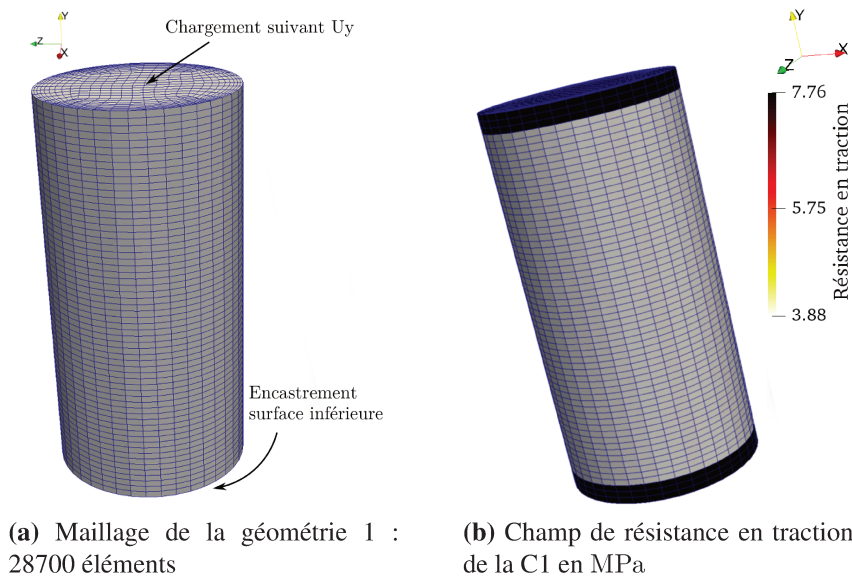 Chargement suivant Uy
Y
Z
X
Encastrement
surface inférieure
(a) Maillage de la géométrie 1 :
28700 éléments
Y
X
Z
7.76
5.75
3.88
Résistance en traction
(b) Champ de résistance en traction
de la C1 en MPa